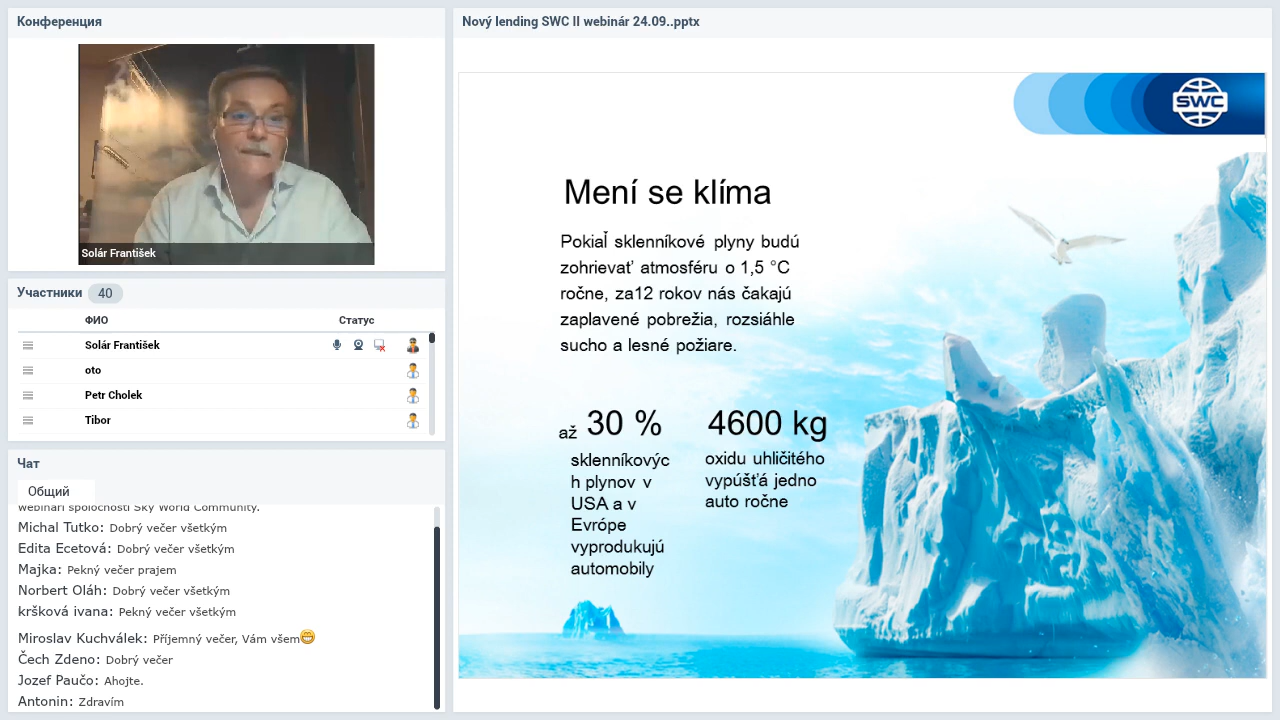 Конференция
Solár František
Участники 40
ФИО Статус
Solár František
oto
Petr Cholek
Tibor
Чат
Общий
webinári spoločnosti Sky World Community.
Michal Tutko: Dobrý večer všetkým
Edita Ecetová: Dobrý večer všetkým
Majka: Pekný večer prajem
Norbert Oláh: Dobrý večer všetkým
kršková ivana: Pekný večer všetkým
Miroslav Kuchválek: Příjemný večer, Vám všem😁
Čech Zdeno: Dobrý večer
Jozef Paučo: Ahojte.
Antonin: Zdravím
Nový lending SWC II webinár 24.09..pptx
SWC
Mení se klíma
Pokiaľ sklenníkové plyny budú
zohrievať atmosféru o 1,5 °C
ročne, za12 rokov nás čakajú
zaplavené pobrežia, rozsiáhle
sucho a lesné požiare.
až 30 %
sklenníkovýc
h plynov v
USA a v
Evrópe
vyprodukujú
automobily
4600 kg
oxidu uhličitého
vypúšťá jedno
auto ročne